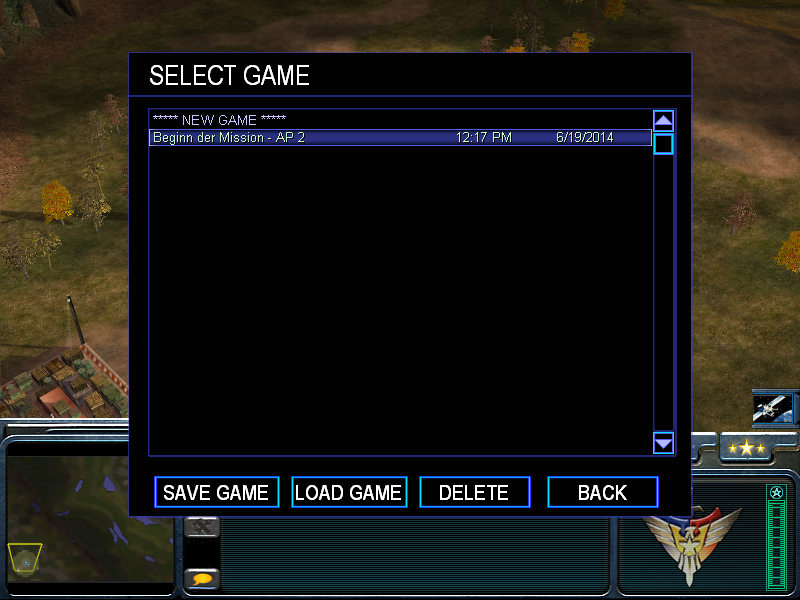 SELECT GAME
***** NEW GAME *****
Beginn der Mission - AP 2 12:17 PM 6/19/2014
SAVE GAME LOAD GAME DELETE BACK